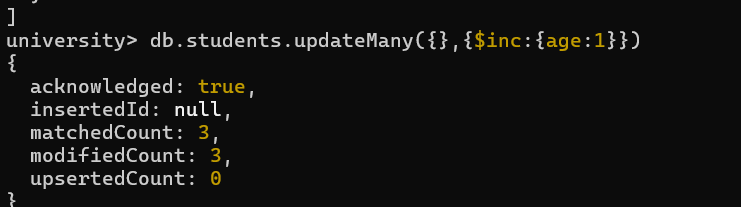 ]
university> db.students.updateMany({},{$inc:{age:1}})
{
  acknowledged: true,
  insertedId: null,
  matchedCount: 3,
  modifiedCount: 3,
  upsertedCount: 0
}